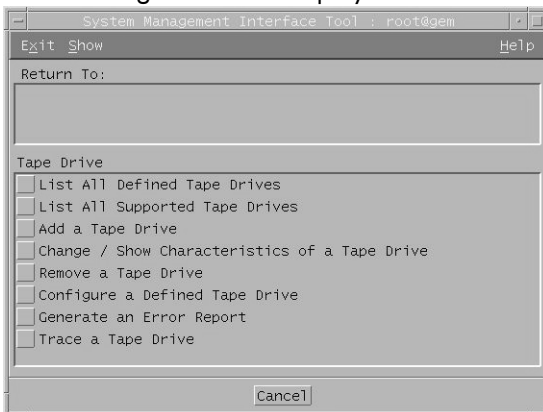 System Management Interface Tool : root@gem
Exit Show Help
Return To:
Tape Drive
List All Defined Tape Drives
List All Supported Tape Drives
Add a Tape Drive
Change / Show Characteristics of a Tape Drive
Remove a Tape Drive
Configure a Defined Tape Drive
Generate an Error Report
Trace a Tape Drive
Cancel